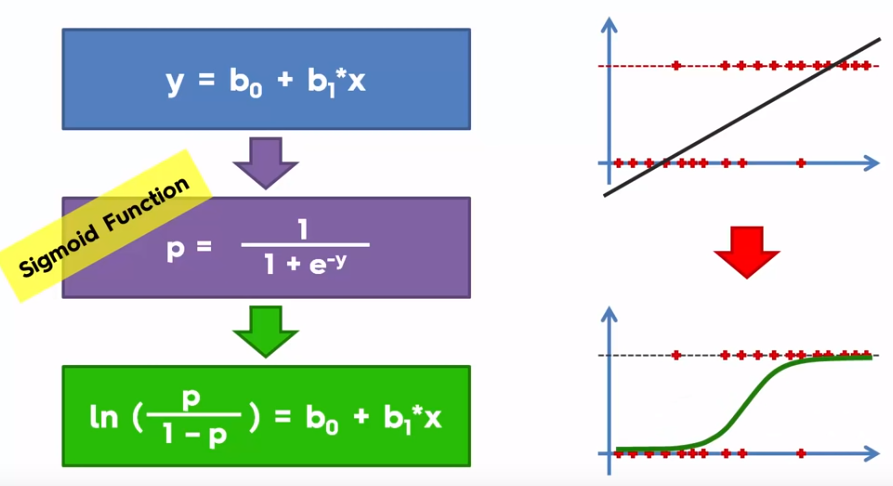 y = b₀ + b₁*x
Sigmoid Function
p = 1 / (1 + e⁻ʸ)
ln (p / (1 - p)) = b₀ + b₁*x